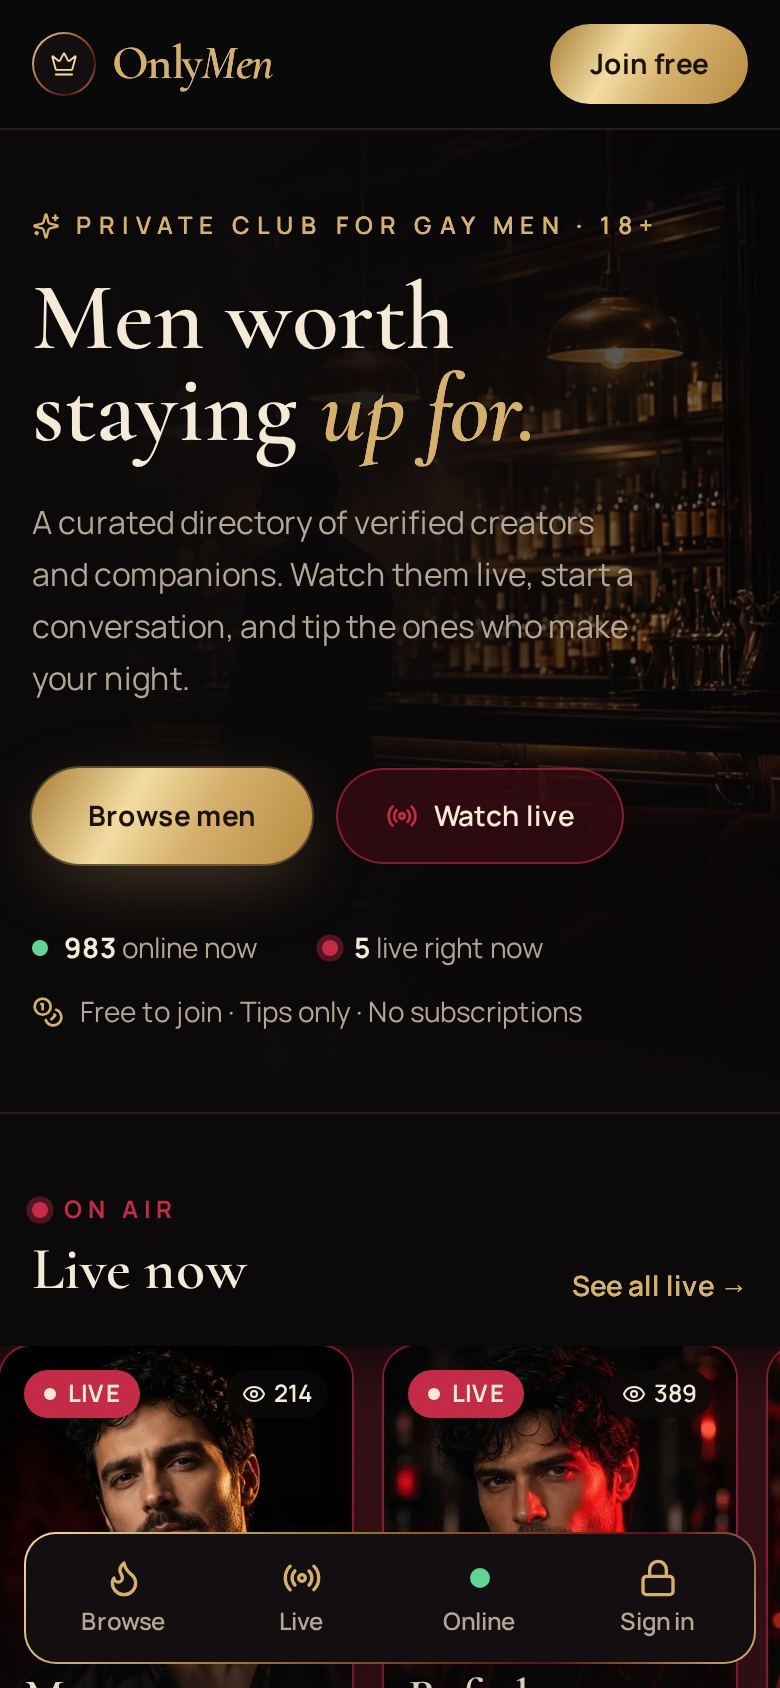 OnlyMen
Join free
PRIVATE CLUB FOR GAY MEN · 18+
Men worth
staying up for.
A curated directory of verified creators
and companions. Watch them live, start a
conversation, and tip the ones who make
your night.
Browse men
Watch live
983 online now
5 live right now
Free to join · Tips only · No subscriptions
ON AIR
Live now
See all live →
LIVE
214
LIVE
389
Browse
Live
Online
Sign in